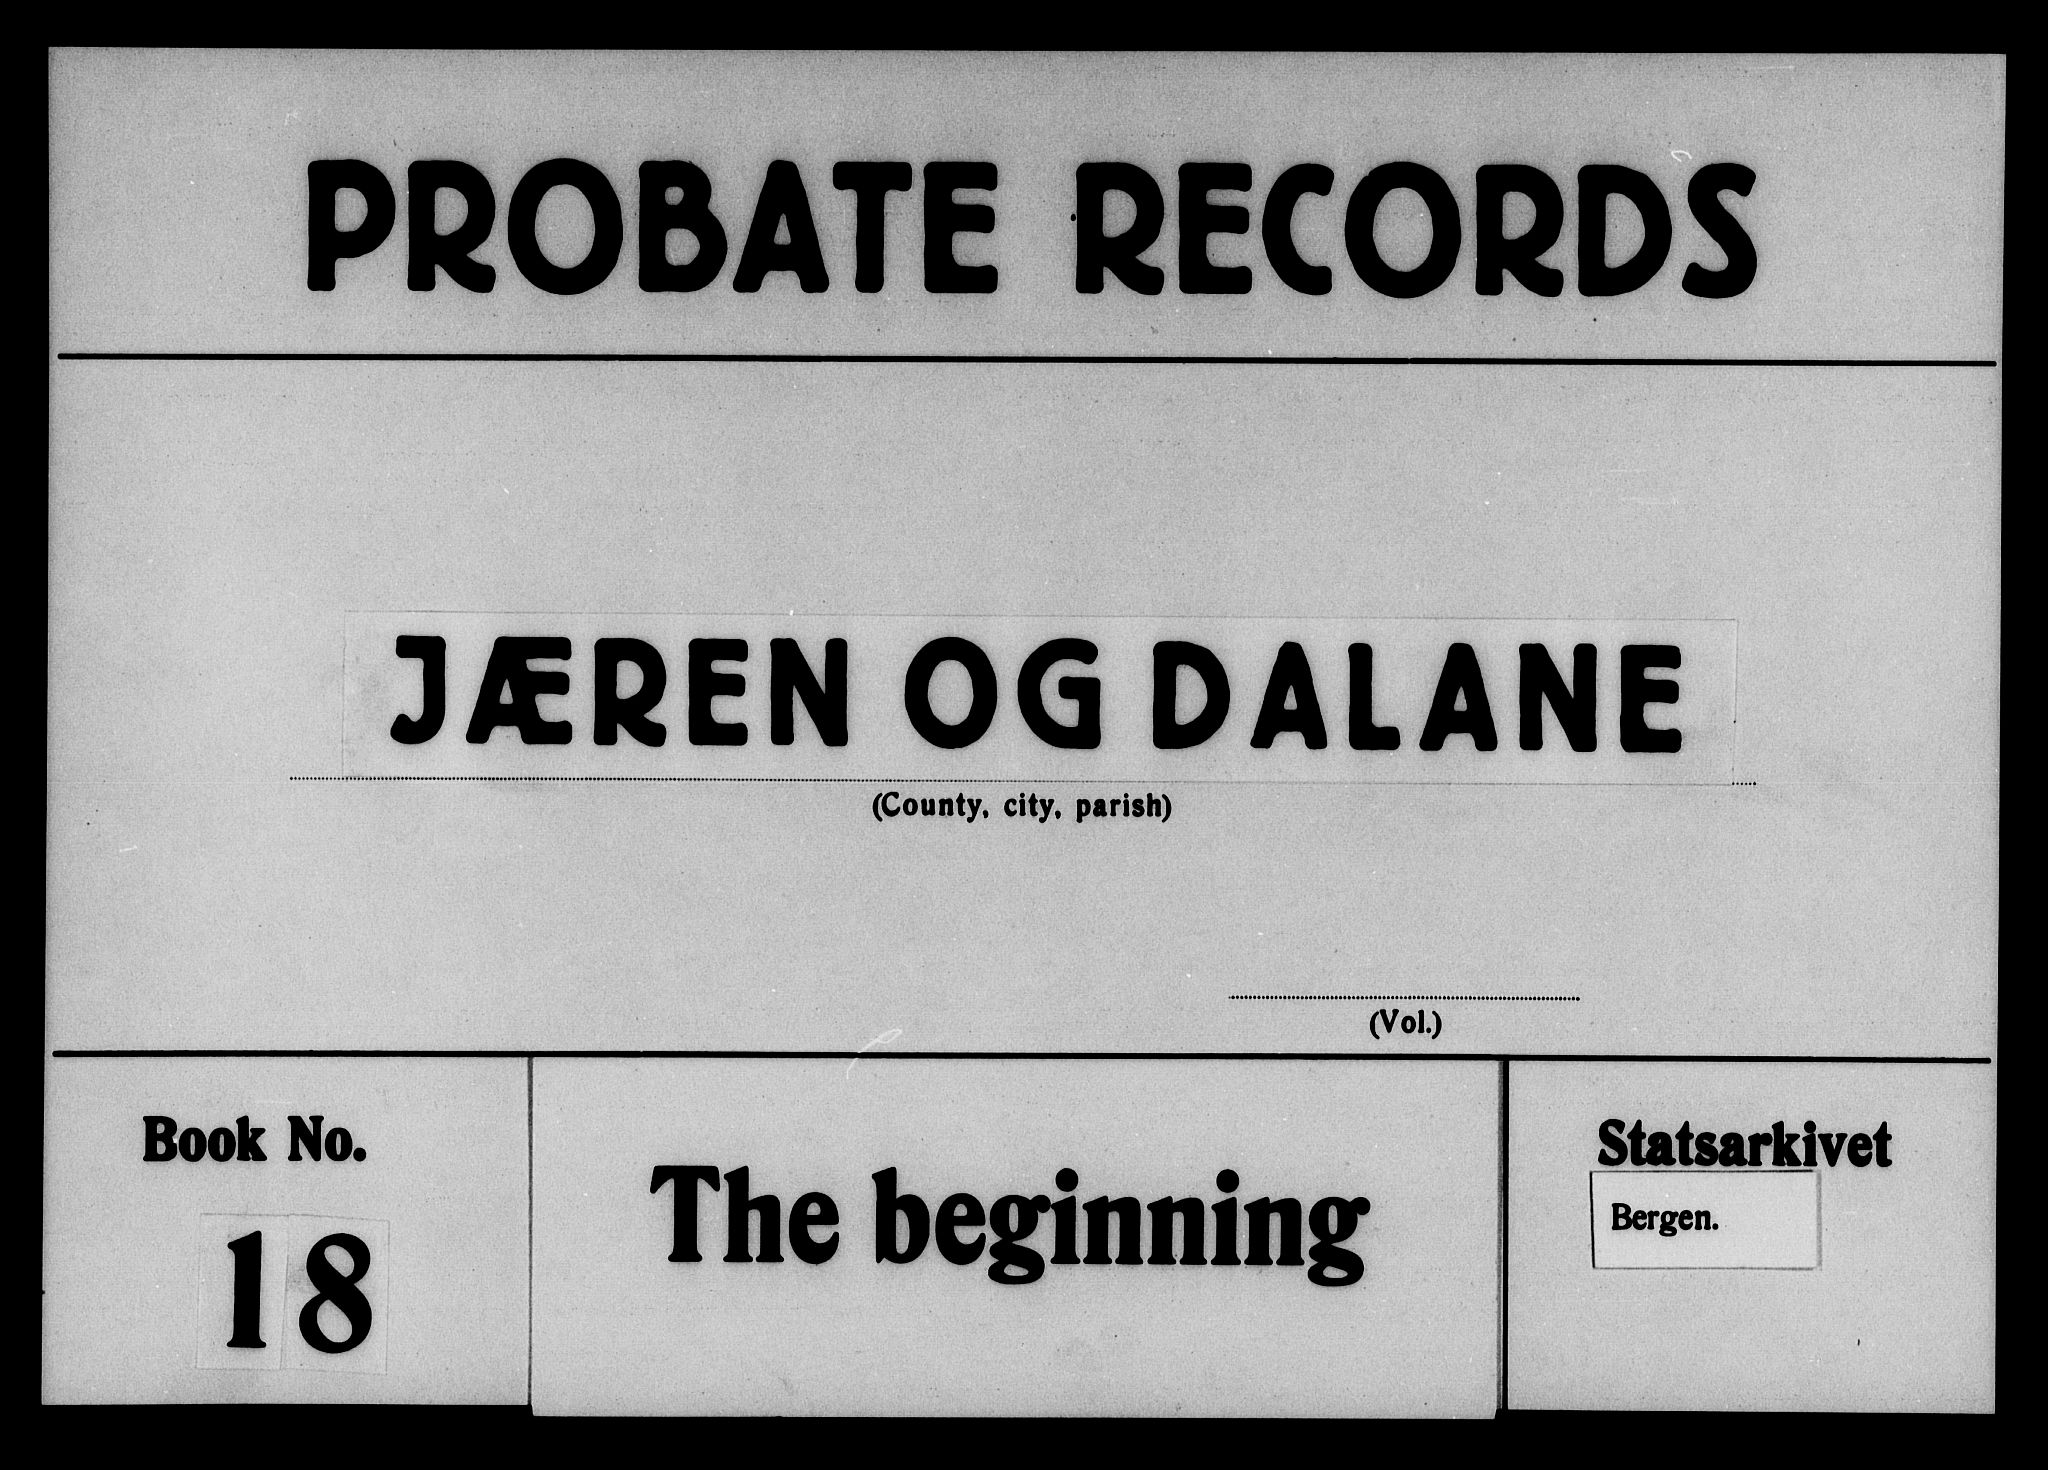 PROBATE RECORDS
JÆREN OG DALANE
(County, city, parish)
(Vol.)
Book No.
18
The beginning
Statsarkivet
Bergen.